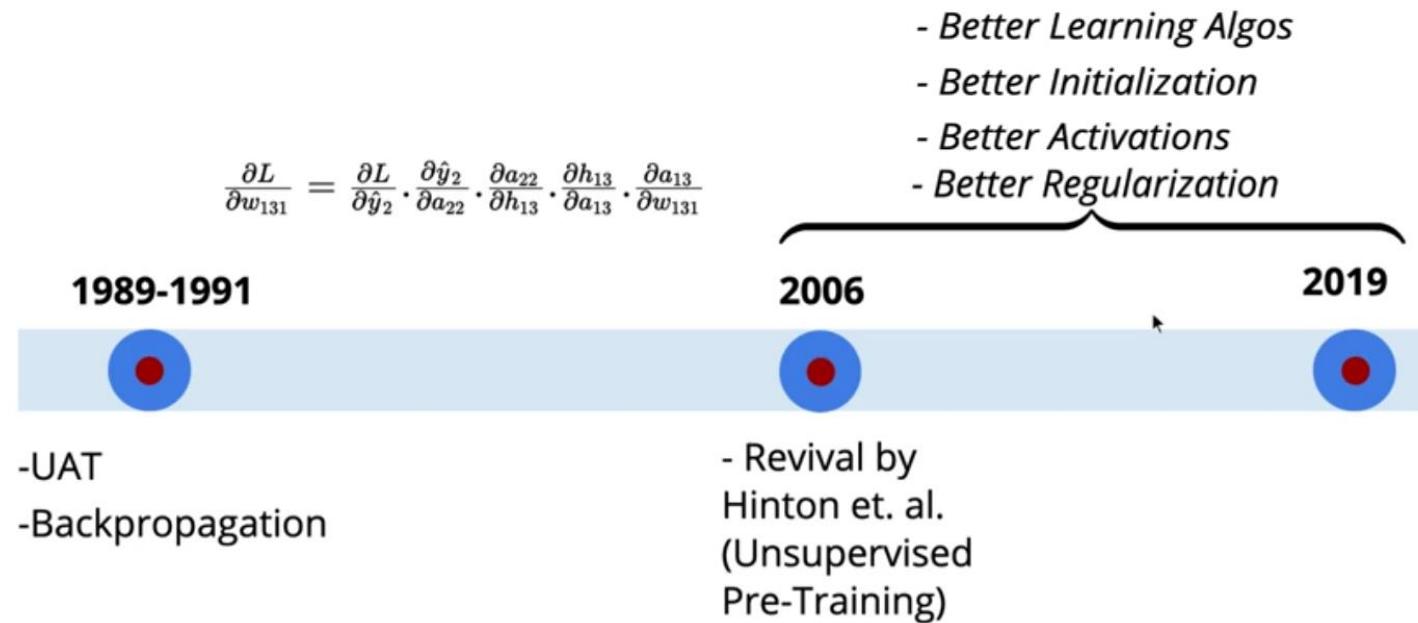 - Better Learning Algos
- Better Initialization
- Better Activations
- Better Regularization
∂L/∂w₁₃₁ = ∂L/∂ŷ₂ · ∂ŷ₂/∂a₂₂ · ∂a₂₂/∂h₁₃ · ∂h₁₃/∂a₁₃ · ∂a₁₃/∂w₁₃₁
1989-1991
2006
2019
-UAT
-Backpropagation
- Revival by
Hinton et. al.
(Unsupervised
Pre-Training)